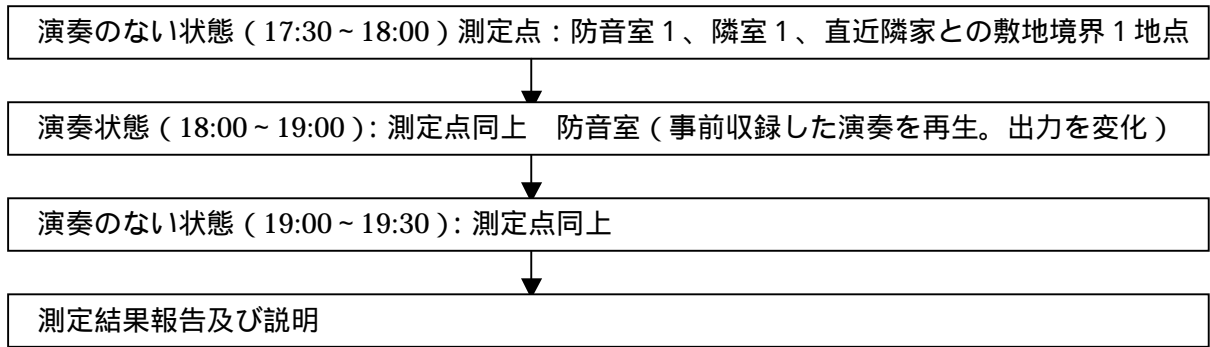 演奏のない状態（17:30～18:00）測定点：防音室１、隣室１、直近隣家との敷地境界１地点
演奏状態（18:00～19:00）：測定点同上　防音室（事前収録した演奏を再生。出力を変化）
演奏のない状態（19:00～19:30）：測定点同上
測定結果報告及び説明